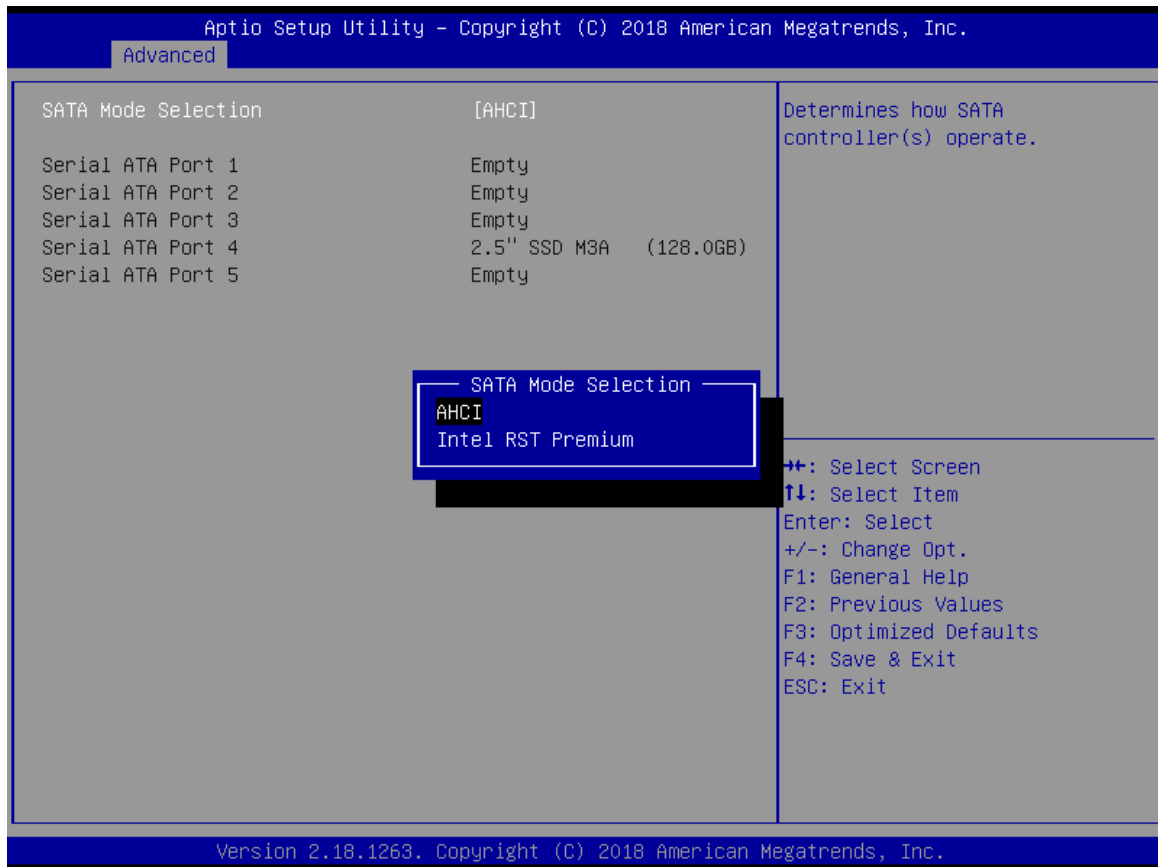 Aptio Setup Utility – Copyright (C) 2018 American Megatrends, Inc.
Advanced
SATA Mode Selection [AHCI]
Serial ATA Port 1 Empty
Serial ATA Port 2 Empty
Serial ATA Port 3 Empty
Serial ATA Port 4 2.5" SSD M3A (128.0GB)
Serial ATA Port 5 Empty
SATA Mode Selection
AHCI
Intel RST Premium
Determines how SATA
controller(s) operate.
→←: Select Screen
↑↓: Select Item
Enter: Select
+/-: Change Opt.
F1: General Help
F2: Previous Values
F3: Optimized Defaults
F4: Save & Exit
ESC: Exit
Version 2.18.1263. Copyright (C) 2018 American Megatrends, Inc.